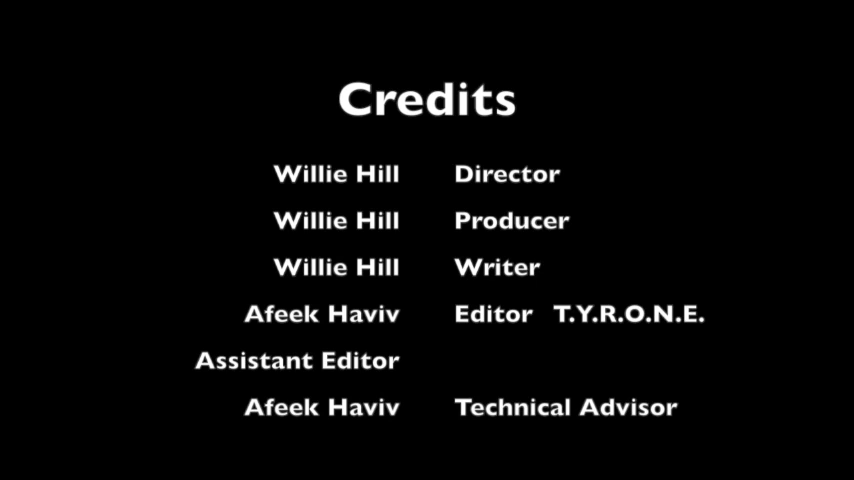 Credits
Willie Hill Director
Willie Hill Producer
Willie Hill Writer
Afeek Haviv Editor T.Y.R.O.N.E.
Assistant Editor
Afeek Haviv Technical Advisor